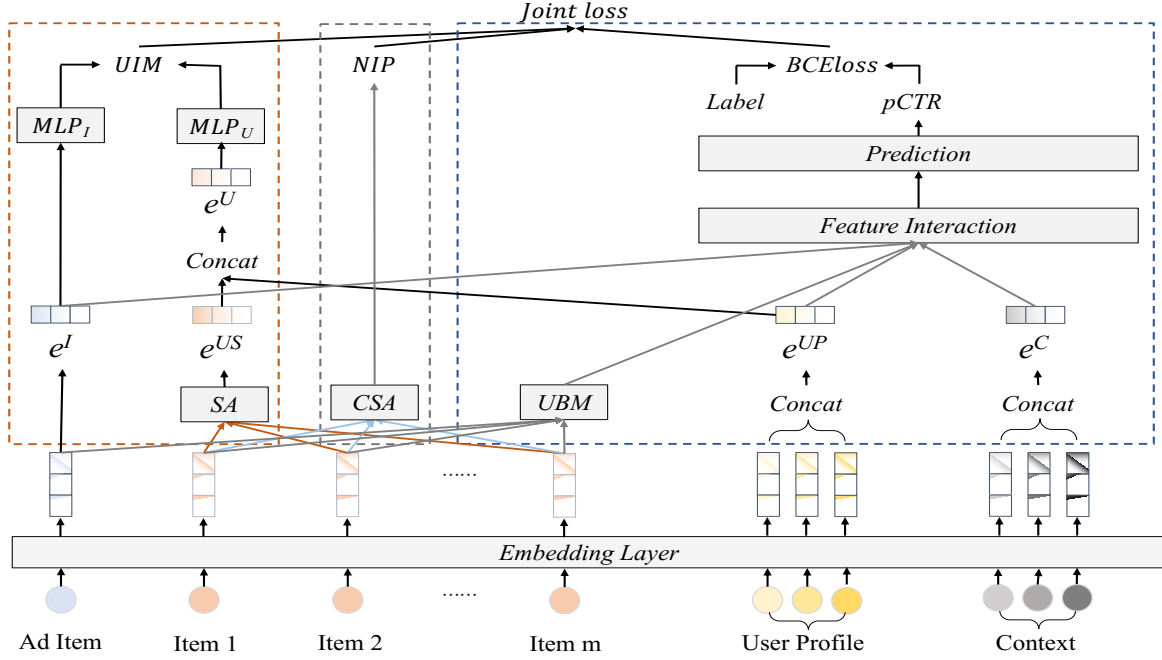 Joint loss
UIM
NIP
BCEloss
Label
pCTR
MLP_I
MLP_U
Prediction
e^U
Feature Interaction
Concat
e^I
e^US
e^UP
e^C
SA
CSA
UBM
Concat
Concat
......
Embedding Layer
......
Ad Item
Item 1
Item 2
Item m
User Profile
Context